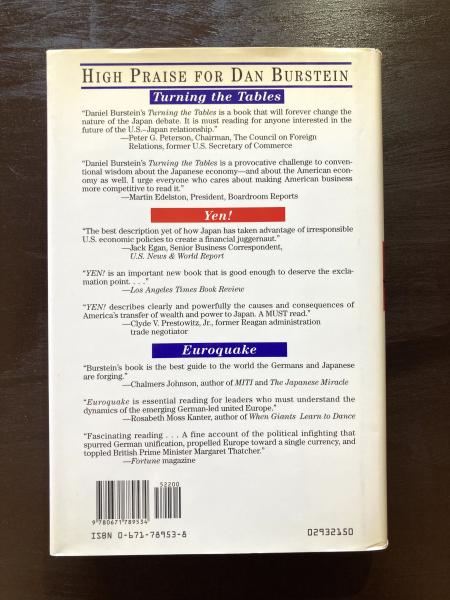 HIGH PRAISE FOR DAN BURSTEIN
Turning the Tables
"Daniel Burstein's Turning the Tables is a book that will forever change the
nature of the Japan debate. It is must reading for anyone interested in the
future of the U.S.–Japan relationship."
—Peter G. Peterson, Chairman, The Council on Foreign
Relations, former U.S. Secretary of Commerce
"Daniel Burstein's Turning the Tables is a provocative challenge to conven-
tional wisdom about the Japanese economy—and about the American econ-
omy as well. I urge everyone who cares about making American business
more competitive to read it."
—Martin Edelston, President, Boardroom Reports
Yen!
"The best description yet of how Japan has taken advantage of irresponsible
U.S. economic policies to create a financial juggernaut."
—Jack Egan, Senior Business Correspondent,
U.S. News & World Report
"YEN! is an important new book that is good enough to deserve the excla-
mation point. . . ."
—Los Angeles Times Book Review
"YEN! describes clearly and powerfully the causes and consequences of
America's transfer of wealth and power to Japan. A MUST read."
—Clyde V. Prestowitz, Jr., former Reagan administration
trade negotiator
Euroquake
"Burstein's book is the best guide to the world the Germans and Japanese
are forging."
—Chalmers Johnson, author of MITI and The Japanese Miracle
"Euroquake is essential reading for leaders who must understand the
dynamics of the emerging German-led united Europe."
—Rosabeth Moss Kanter, author of When Giants Learn to Dance
"Fascinating reading . . . A fine account of the political infighting that
spurred German unification, propelled Europe toward a single currency, and
toppled British Prime Minister Margaret Thatcher."
—Fortune magazine
52200
9 780671 789534
ISBN 0-671-78953-8
02932150